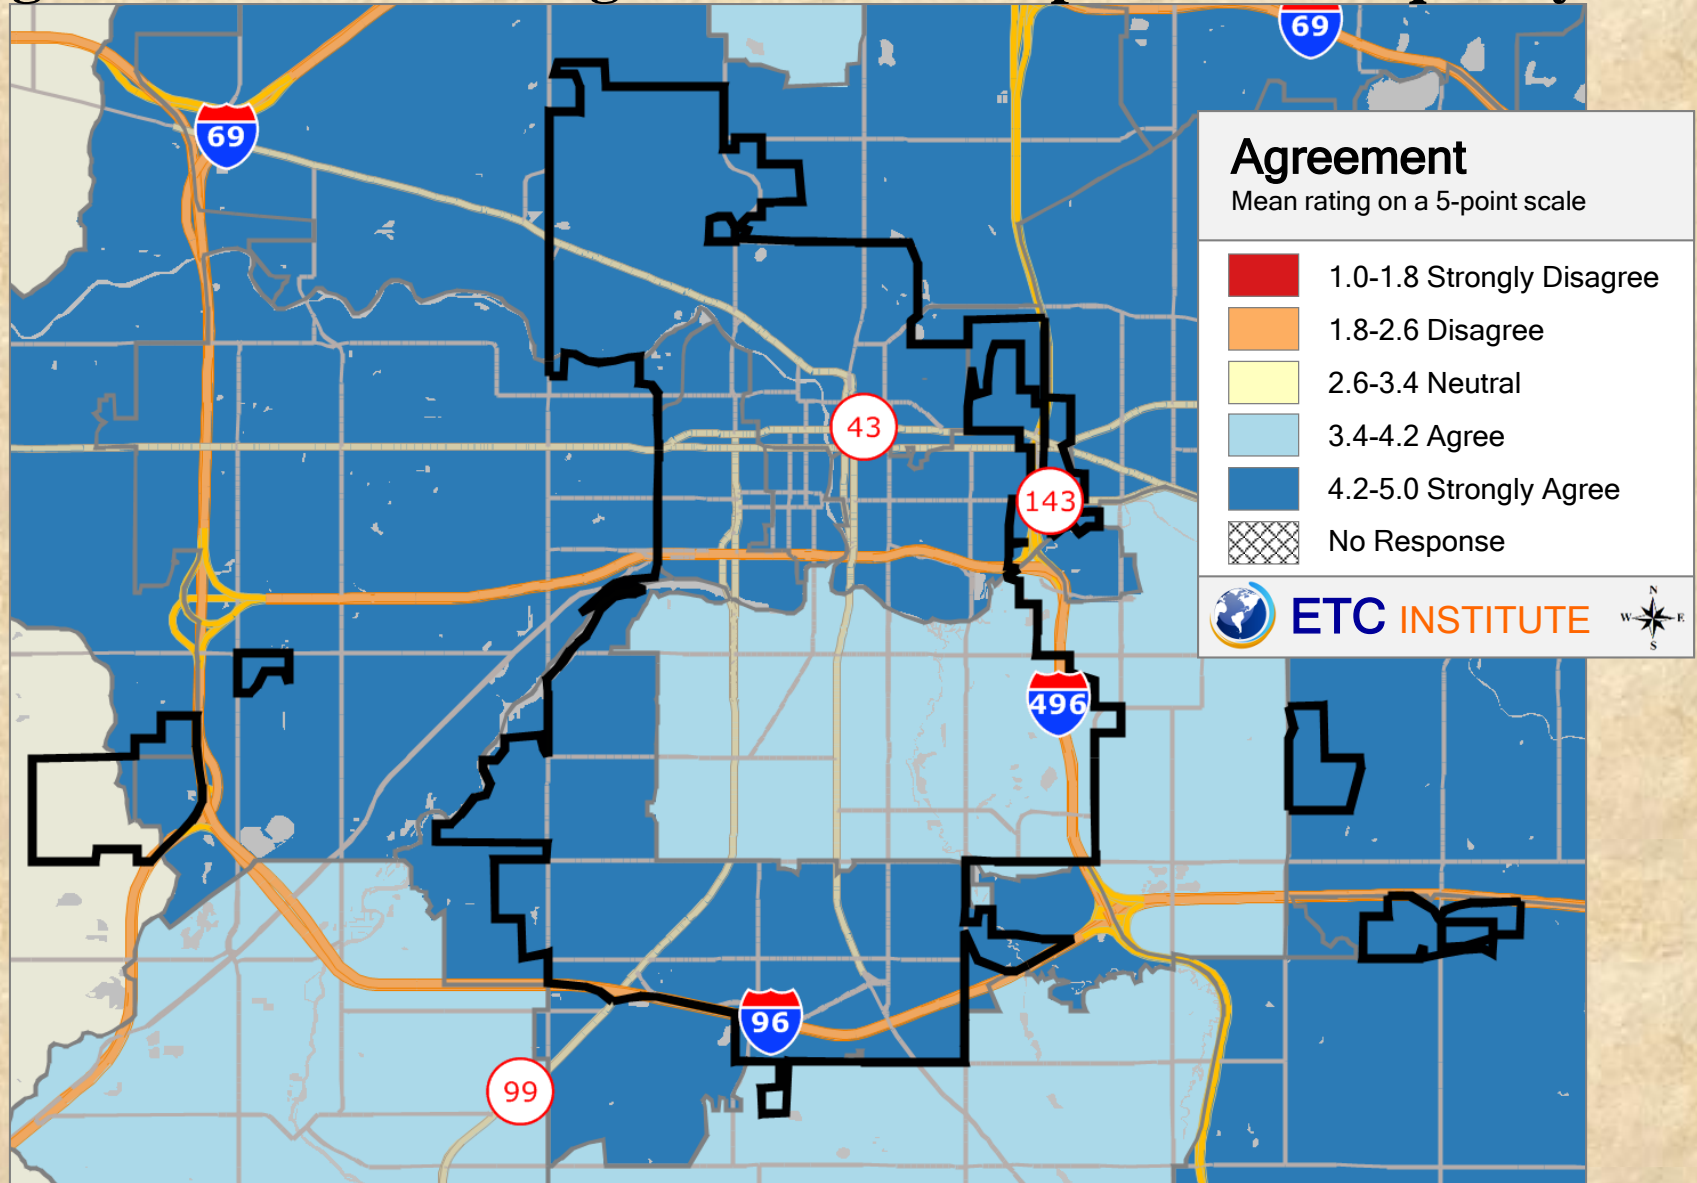 69
69
Agreement
Mean rating on a 5-point scale
1.0-1.8 Strongly Disagree
1.8-2.6 Disagree
2.6-3.4 Neutral
3.4-4.2 Agree
4.2-5.0 Strongly Agree
No Response
ETC INSTITUTE
N
W E
S
43
143
496
96
99